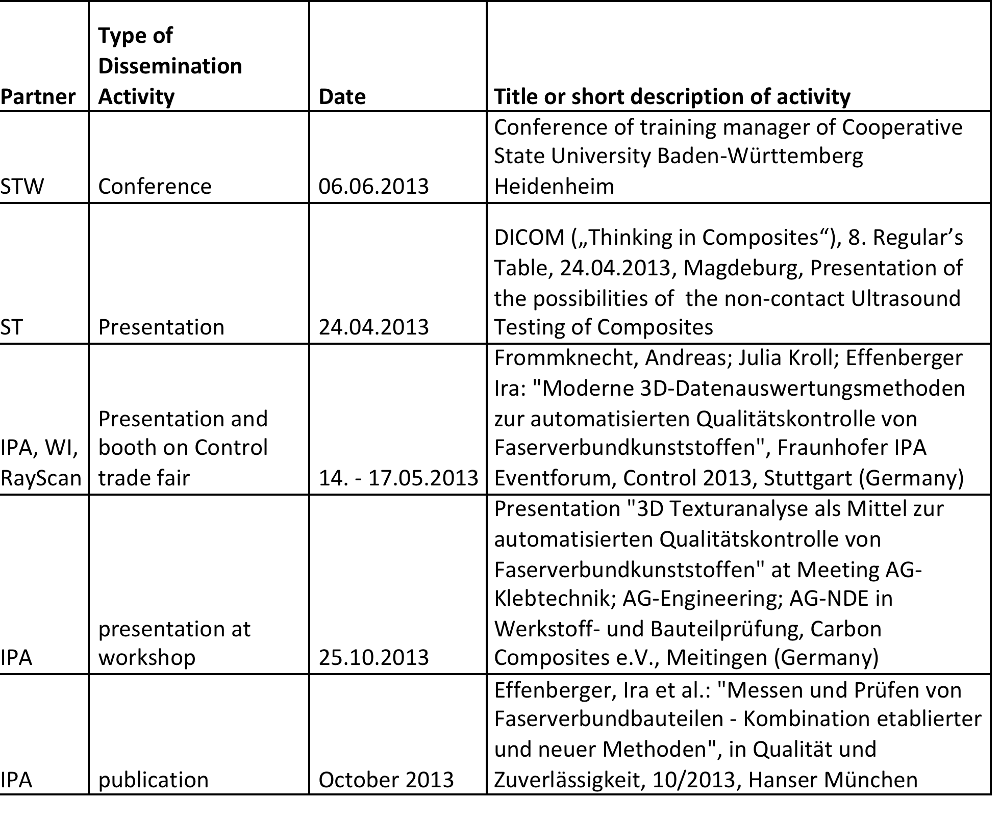 Partner
Type of
Dissemination
Activity
Date
Title or short description of activity
STW
Conference
06.06.2013
Conference of training manager of Cooperative
State University Baden-Württemberg
Heidenheim
ST
Presentation
24.04.2013
DICOM („Thinking in Composites“), 8. Regular’s
Table, 24.04.2013, Magdeburg, Presentation of
the possibilities of  the non-contact Ultrasound
Testing of Composites
IPA, WI,
RayScan
Presentation and
booth on Control
trade fair
14. - 17.05.2013
Frommknecht, Andreas; Julia Kroll; Effenberger
Ira: "Moderne 3D-Datenauswertungsmethoden
zur automatisierten Qualitätskontrolle von
Faserverbundkunststoffen", Fraunhofer IPA
Eventforum, Control 2013, Stuttgart (Germany)
IPA
presentation at
workshop
25.10.2013
Presentation "3D Texturanalyse als Mittel zur
automatisierten Qualitätskontrolle von
Faserverbundkunststoffen" at Meeting AG-
Klebtechnik; AG-Engineering; AG-NDE in
Werkstoff- und Bauteilprüfung, Carbon
Composites e.V., Meitingen (Germany)
IPA
publication
October 2013
Effenberger, Ira et al.: "Messen und Prüfen von
Faserverbundbauteilen - Kombination etablierter
und neuer Methoden", in Qualität und
Zuverlässigkeit, 10/2013, Hanser München